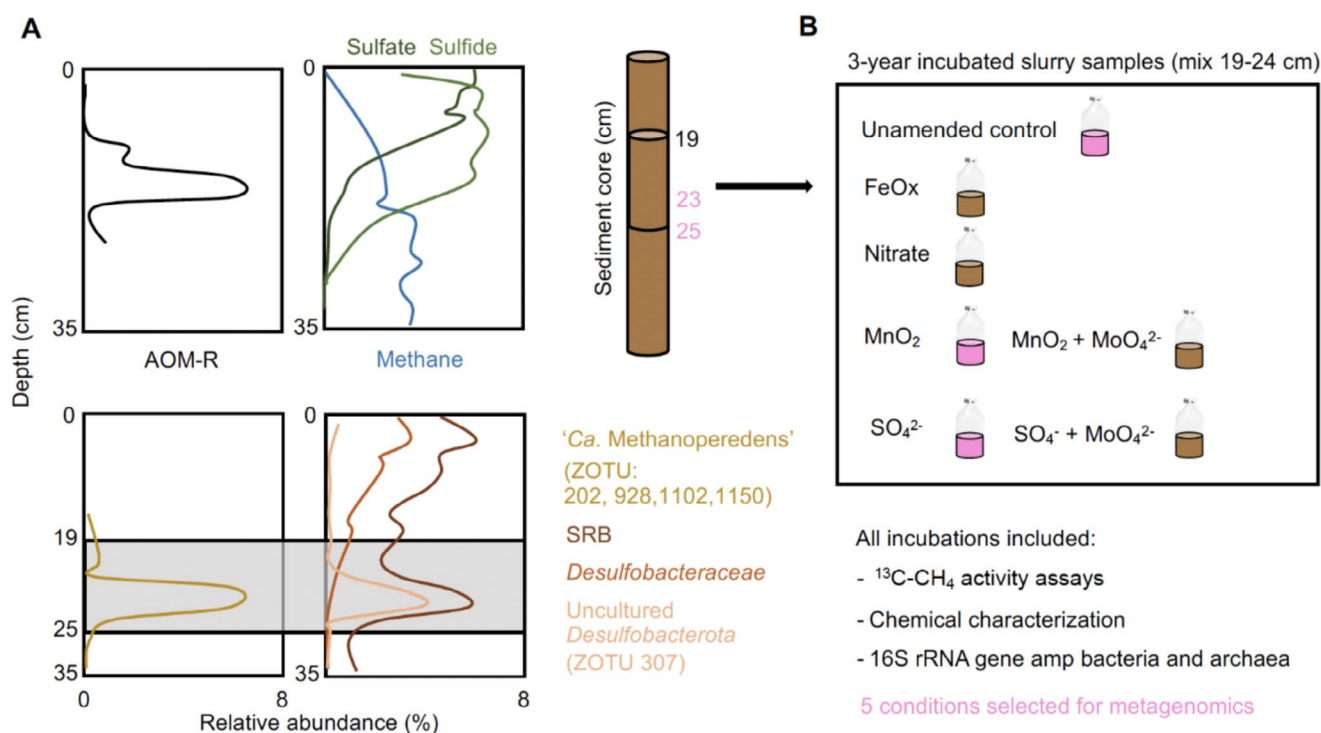 A
Sulfate Sulfide
0
0
35
35
AOM-R
Methane
Depth (cm)
Sediment core (cm)
19
23
25
0
0
19
25
35
35
0
8
8
Relative abundance (%)
'Ca. Methanoperedens'
(ZOTU:
202, 928,1102,1150)
SRB
Desulfobacteraceae
Uncultured
Desulfobacterota
(ZOTU 307)
B
3-year incubated slurry samples (mix 19-24 cm)
Unamended control
FeOx
Nitrate
MnO₂
MnO₂ + MoO₄²⁻
SO₄²⁻
SO₄⁻ + MoO₄²⁻
All incubations included:
- ¹³C-CH₄ activity assays
- Chemical characterization
- 16S rRNA gene amp bacteria and archaea
5 conditions selected for metagenomics